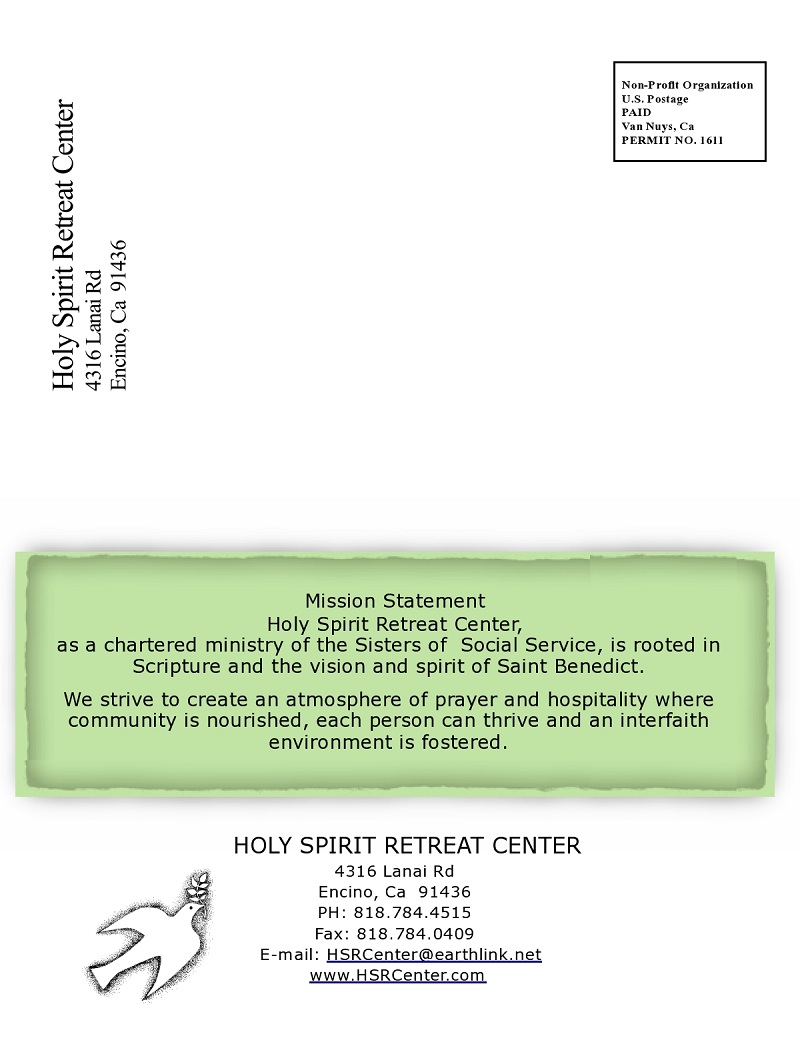 Non-Profit Organization
U.S. Postage
PAID
Van Nuys, Ca
PERMIT NO. 1611
Holy Spirit Retreat Center
4316 Lanai Rd
Encino, Ca  91436
Mission Statement
Holy Spirit Retreat Center,
as a chartered ministry of the Sisters of  Social Service, is rooted in
Scripture and the vision and spirit of Saint Benedict.
We strive to create an atmosphere of prayer and hospitality where
community is nourished, each person can thrive and an interfaith
environment is fostered.
HOLY SPIRIT RETREAT CENTER
4316 Lanai Rd
Encino, Ca  91436
PH: 818.784.4515
Fax: 818.784.0409
E-mail: HSRCenter@earthlink.net
www.HSRCenter.com